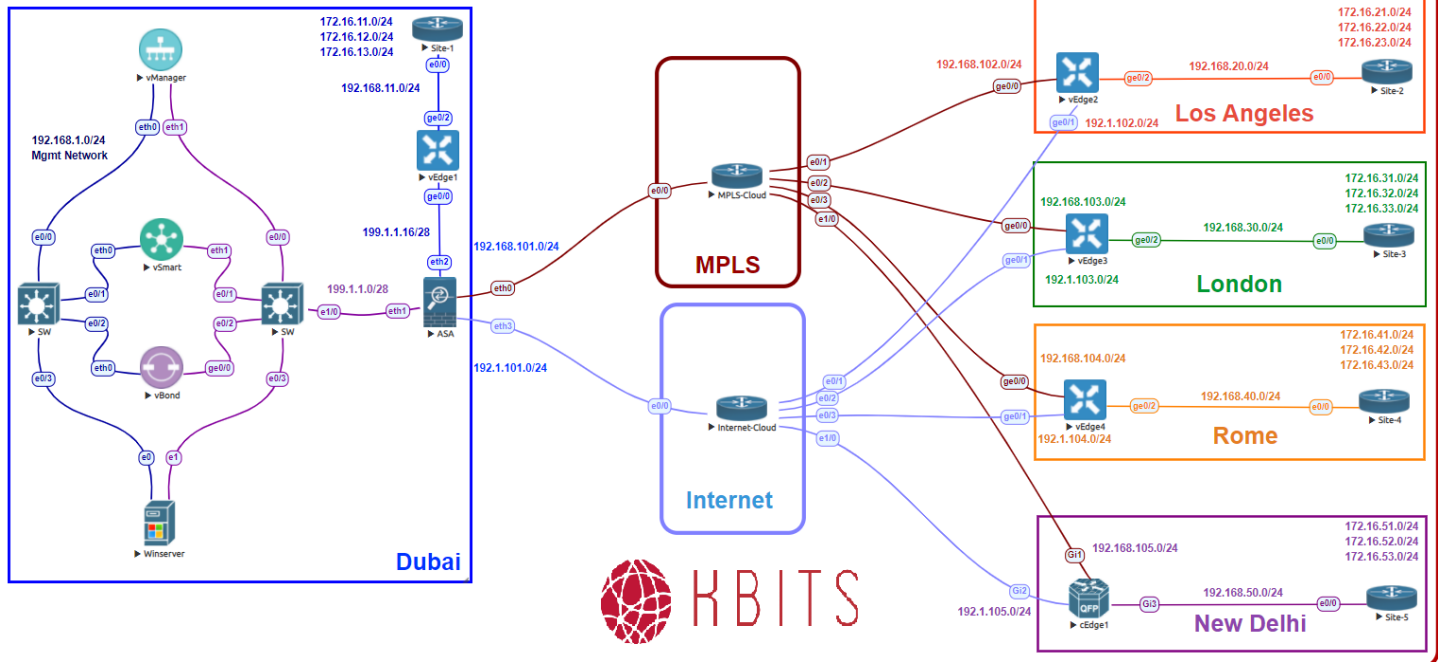 172.16.11.0/24
172.16.12.0/24
172.16.13.0/24
Site-1
e0/0
192.168.11.0/24
ge0/2
vEdge1
ge0/0
199.1.1.16/28
eth2
vManager
eth0
eth1
192.168.1.0/24
Mgmt Network
e0/0
e0/0
eth0
eth1
vSmart
e0/1
e0/1
SW
SW
199.1.1.0/28
e1/0
eth1
ASA
e0/2
e0/2
eth0
ge0/0
vBond
e0/3
e0/3
e0
e1
Winserver
Dubai
192.168.101.0/24
eth0
eth3
192.1.101.0/24
e0/0
MPLS-Cloud
e0/1
e0/2
e0/3
e1/0
MPLS
e0/0
Internet-Cloud
e0/1
e0/2
e0/3
e1/0
Internet
KBITS
172.16.21.0/24
172.16.22.0/24
172.16.23.0/24
192.168.102.0/24
ge0/0
vEdge2
ge0/2
192.168.20.0/24
e0/0
Site-2
ge0/1
192.1.102.0/24
Los Angeles
172.16.31.0/24
172.16.32.0/24
172.16.33.0/24
192.168.103.0/24
ge0/0
vEdge3
ge0/2
192.168.30.0/24
e0/0
Site-3
ge0/1
192.1.103.0/24
London
172.16.41.0/24
172.16.42.0/24
172.16.43.0/24
192.168.104.0/24
ge0/0
ge0/1
vEdge4
ge0/2
192.168.40.0/24
e0/0
Site-4
192.1.104.0/24
Rome
172.16.51.0/24
172.16.52.0/24
172.16.53.0/24
Gi1
192.168.105.0/24
Gi2
192.1.105.0/24
QFP
cEdge1
Gi3
192.168.50.0/24
e0/0
Site-5
New Delhi